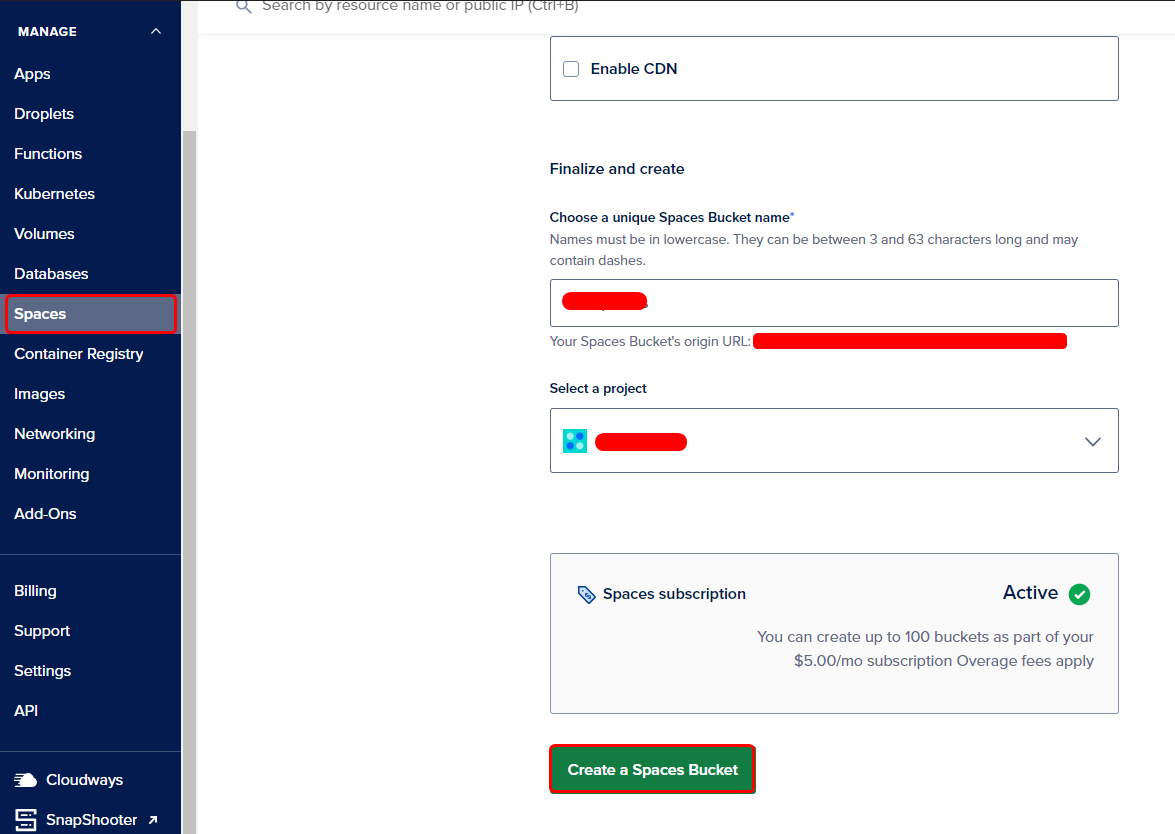 Search by resource name or public IP (Ctrl+B)
MANAGE
Apps
Droplets
Functions
Kubernetes
Volumes
Databases
Spaces
Container Registry
Images
Networking
Monitoring
Add-Ons
Billing
Support
Settings
API
Cloudways
SnapShooter
Enable CDN
Finalize and create
Choose a unique Spaces Bucket name*
Names must be in lowercase. They can be between 3 and 63 characters long and may
contain dashes.
Your Spaces Bucket's origin URL:
Select a project
Spaces subscription
Active
You can create up to 100 buckets as part of your
$5.00/mo subscription Overage fees apply
Create a Spaces Bucket